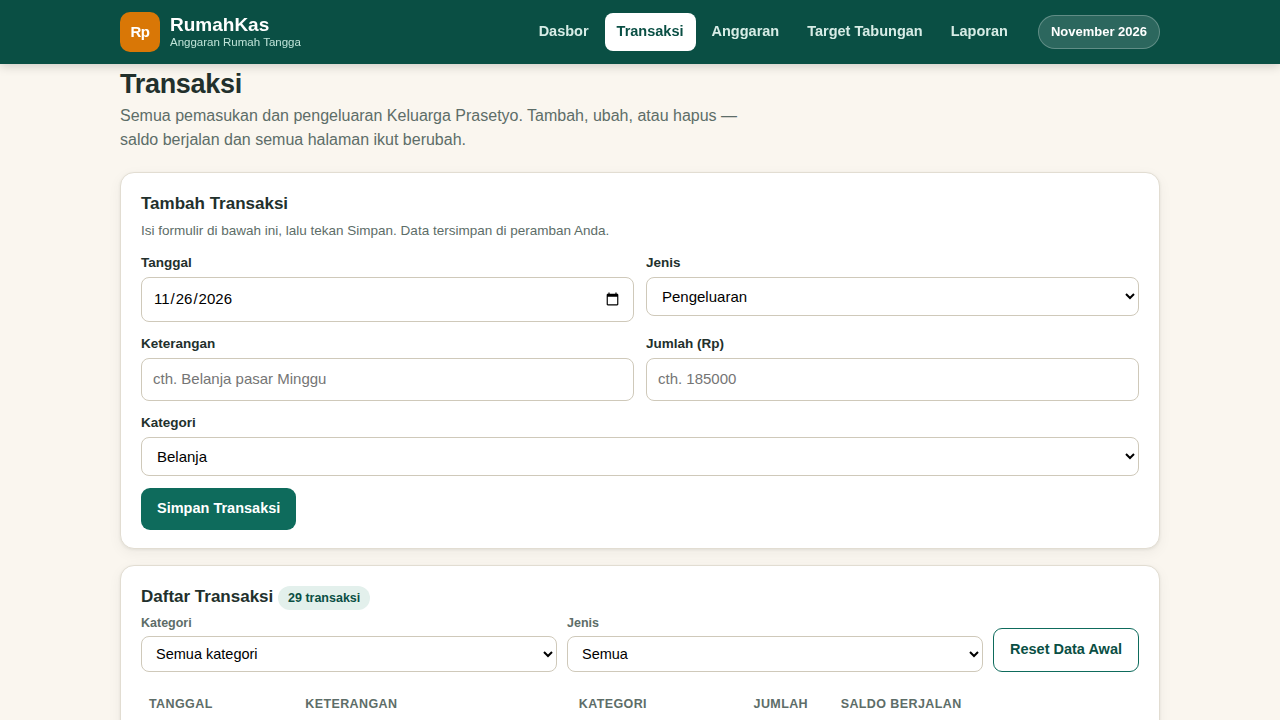 Rp
RumahKas
Anggaran Rumah Tangga
Dasbor
Transaksi
Anggaran
Target Tabungan
Laporan
November 2026
Transaksi
Semua pemasukan dan pengeluaran Keluarga Prasetyo. Tambah, ubah, atau hapus —
saldo berjalan dan semua halaman ikut berubah.
Tambah Transaksi
Isi formulir di bawah ini, lalu tekan Simpan. Data tersimpan di peramban Anda.
Tanggal
Jenis
11/26/2026
Pengeluaran
Keterangan
Jumlah (Rp)
cth. Belanja pasar Minggu
cth. 185000
Kategori
Belanja
Simpan Transaksi
Daftar Transaksi
29 transaksi
Kategori
Jenis
Semua kategori
Semua
Reset Data Awal
TANGGAL
KETERANGAN
KATEGORI
JUMLAH
SALDO BERJALAN